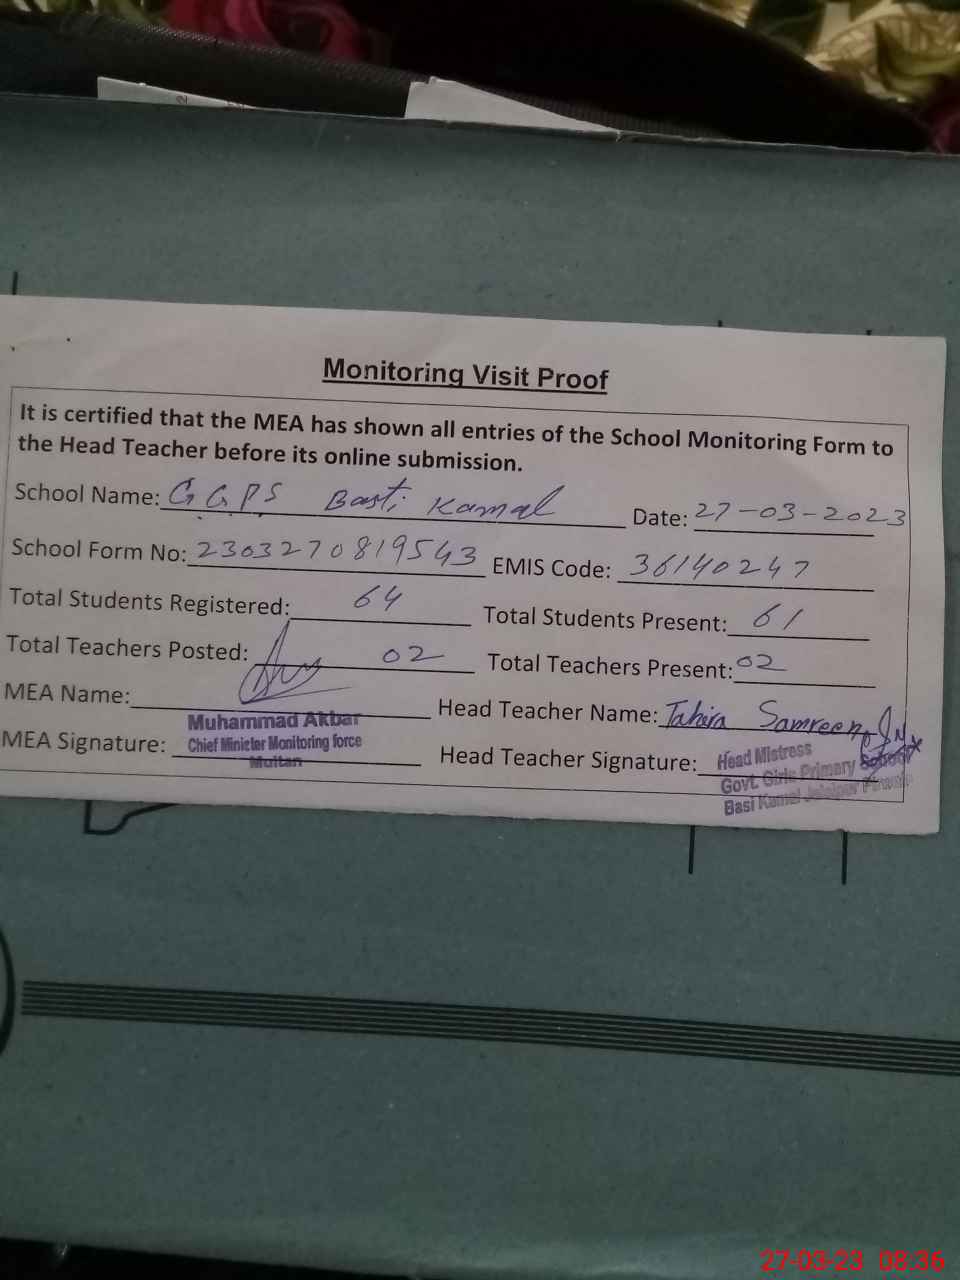 Monitoring Visit Proof
It is certified that the MEA has shown all entries of the School Monitoring Form to
the Head Teacher before its online submission.
School Name: G G P S Basti Kamal Date: 27-03-2023
School Form No: 2303270819543 EMIS Code: 36140247
Total Students Registered: 64 Total Students Present: 61
Total Teachers Posted: 02 Total Teachers Present: 02
MEA Name: Head Teacher Name: Tahira Samreen
Muhammad Akbar
MEA Signature: Chief Minister Monitoring force Head Teacher Signature: Head Mistress
Multan
Govt. Girls Primary School
Basi Kamal Jalalpur
27-03-23 08:36